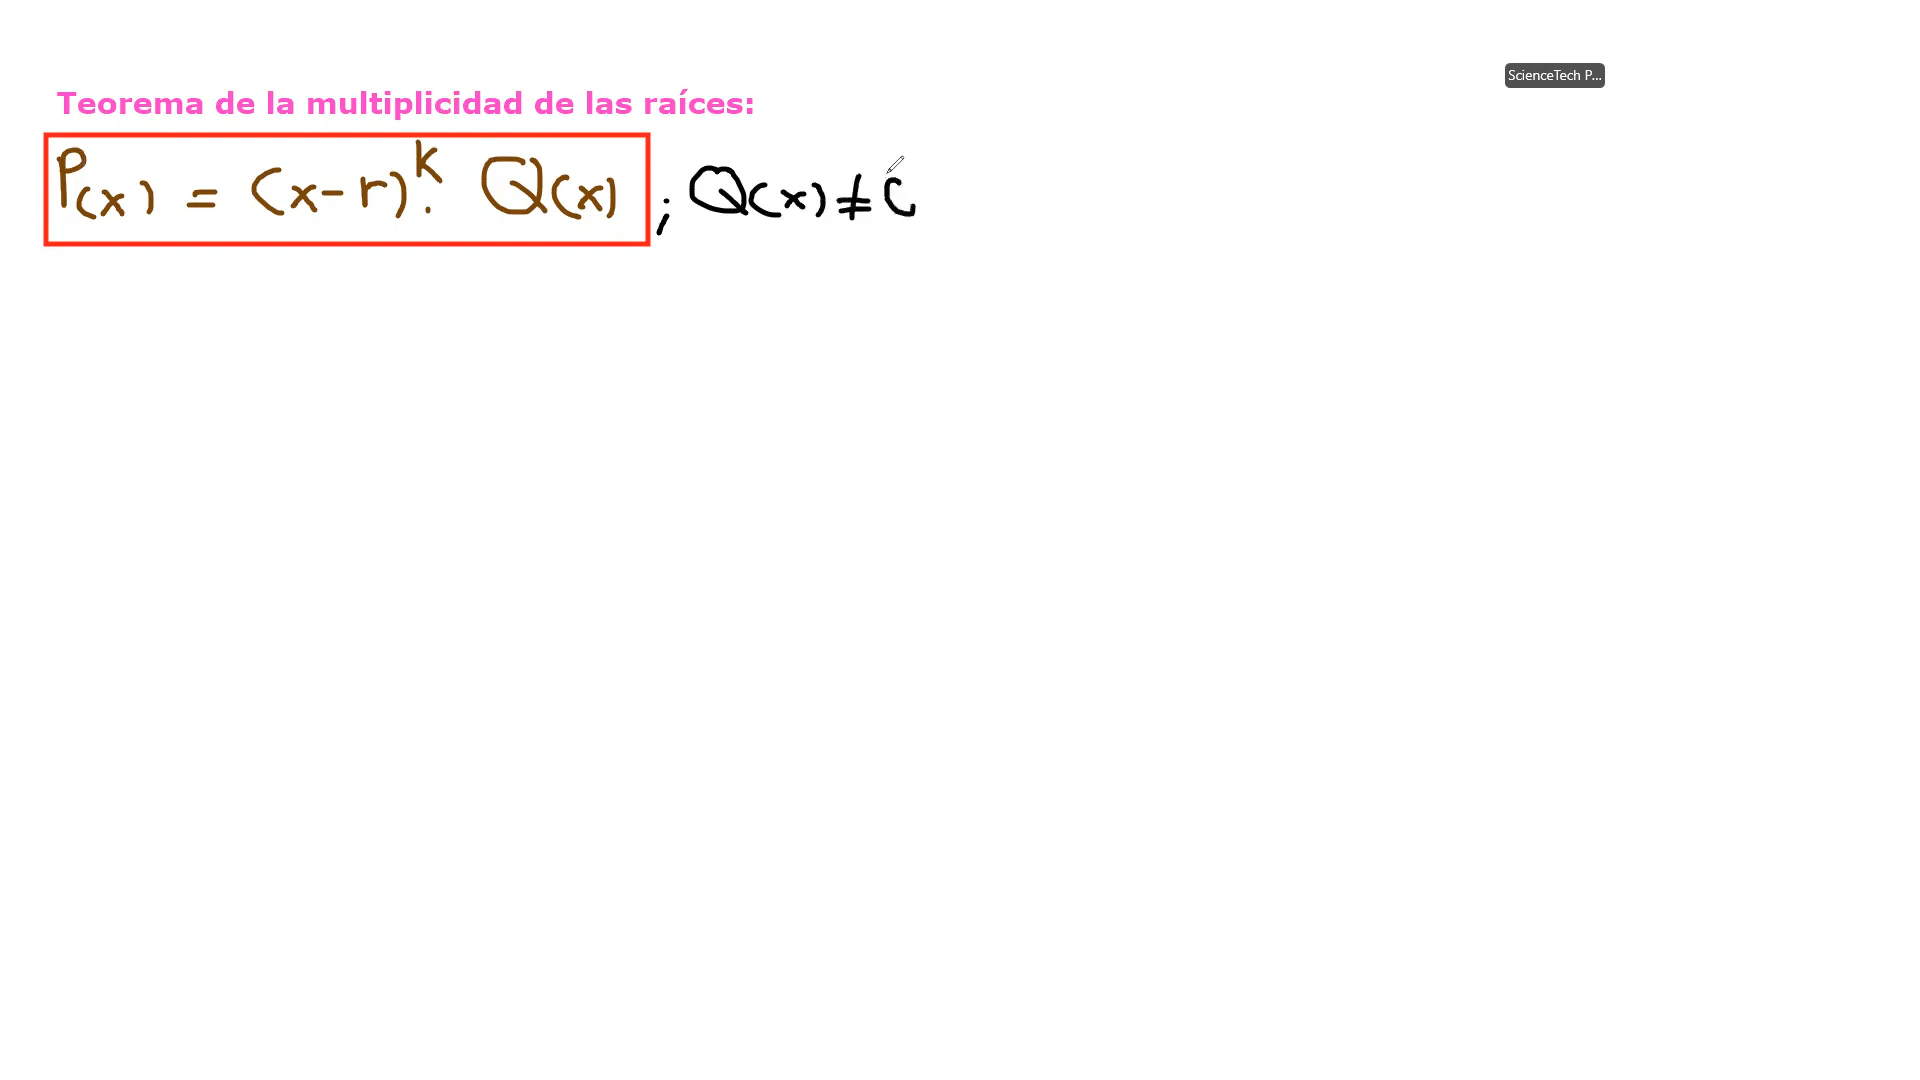 ScienceTech P...
Teorema de la multiplicidad de las raíces:
P(x) = (x-r)^k . Q(x) ; Q(x) ≠